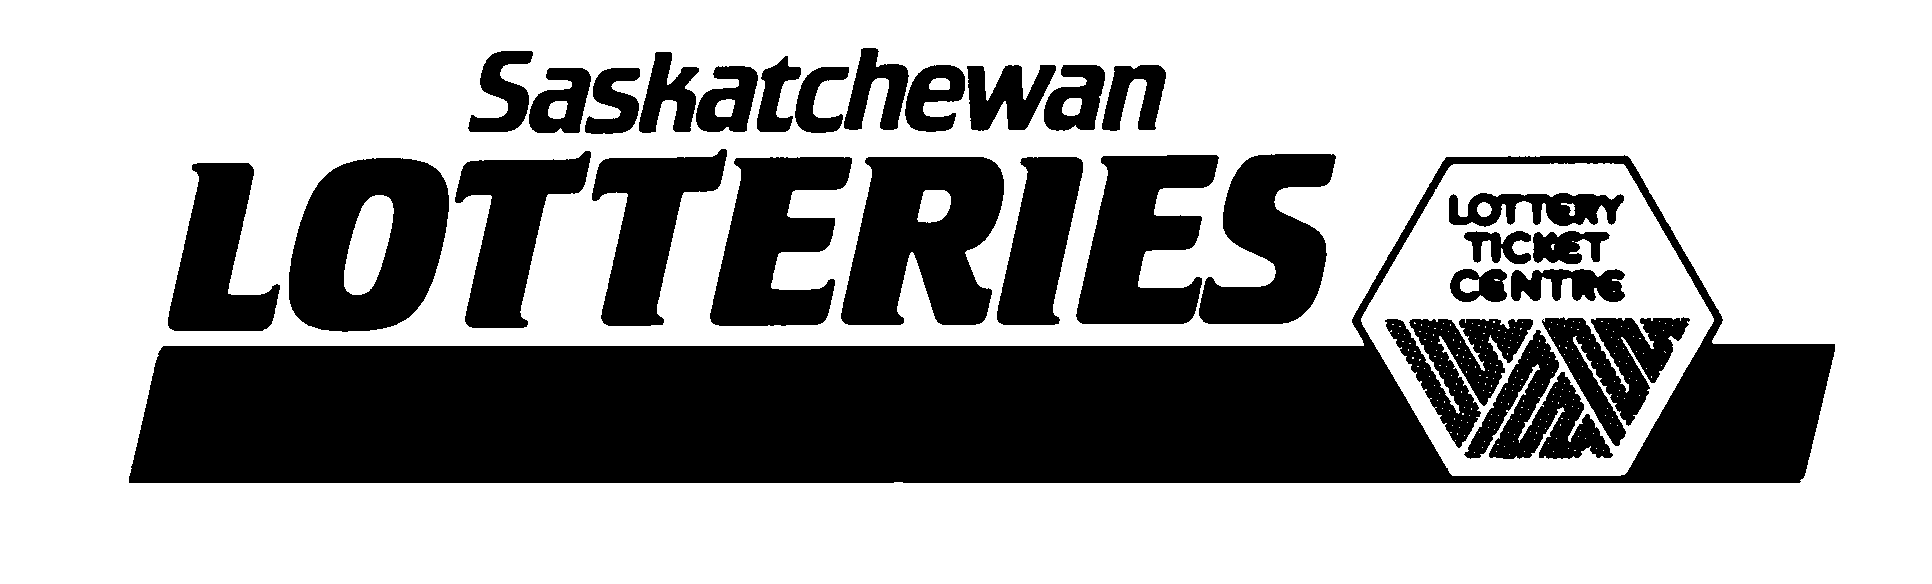 Saskatchewan
LOTTERIES
LOTTERY
TICKET
CENTRE